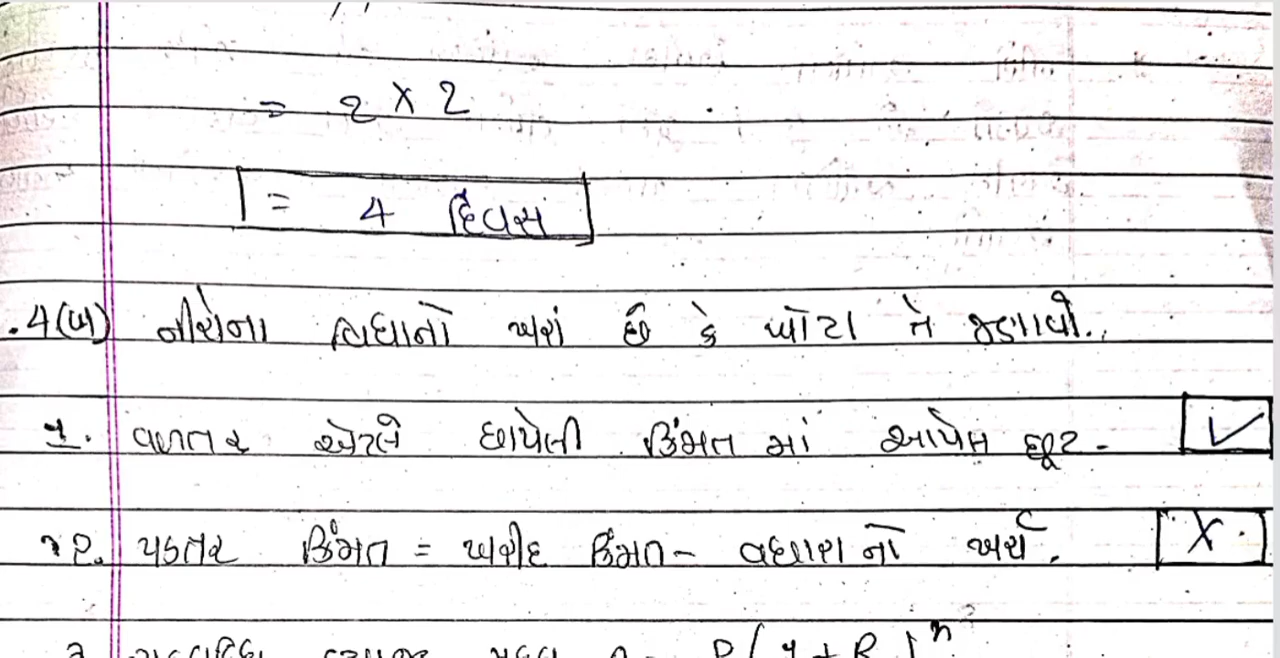 = 2 × 2
= 4 દિવસ
.4(બ) નીચેના વિધાનો ખરાં છે કે ખોટા તે જણાવો.
1. વળતર એટલે છાપેલી કિંમત માં આપેલ છૂટ.
2. પડતર કિંમત = ખરીદ કિંમત - વધારાનો ખર્ચ.